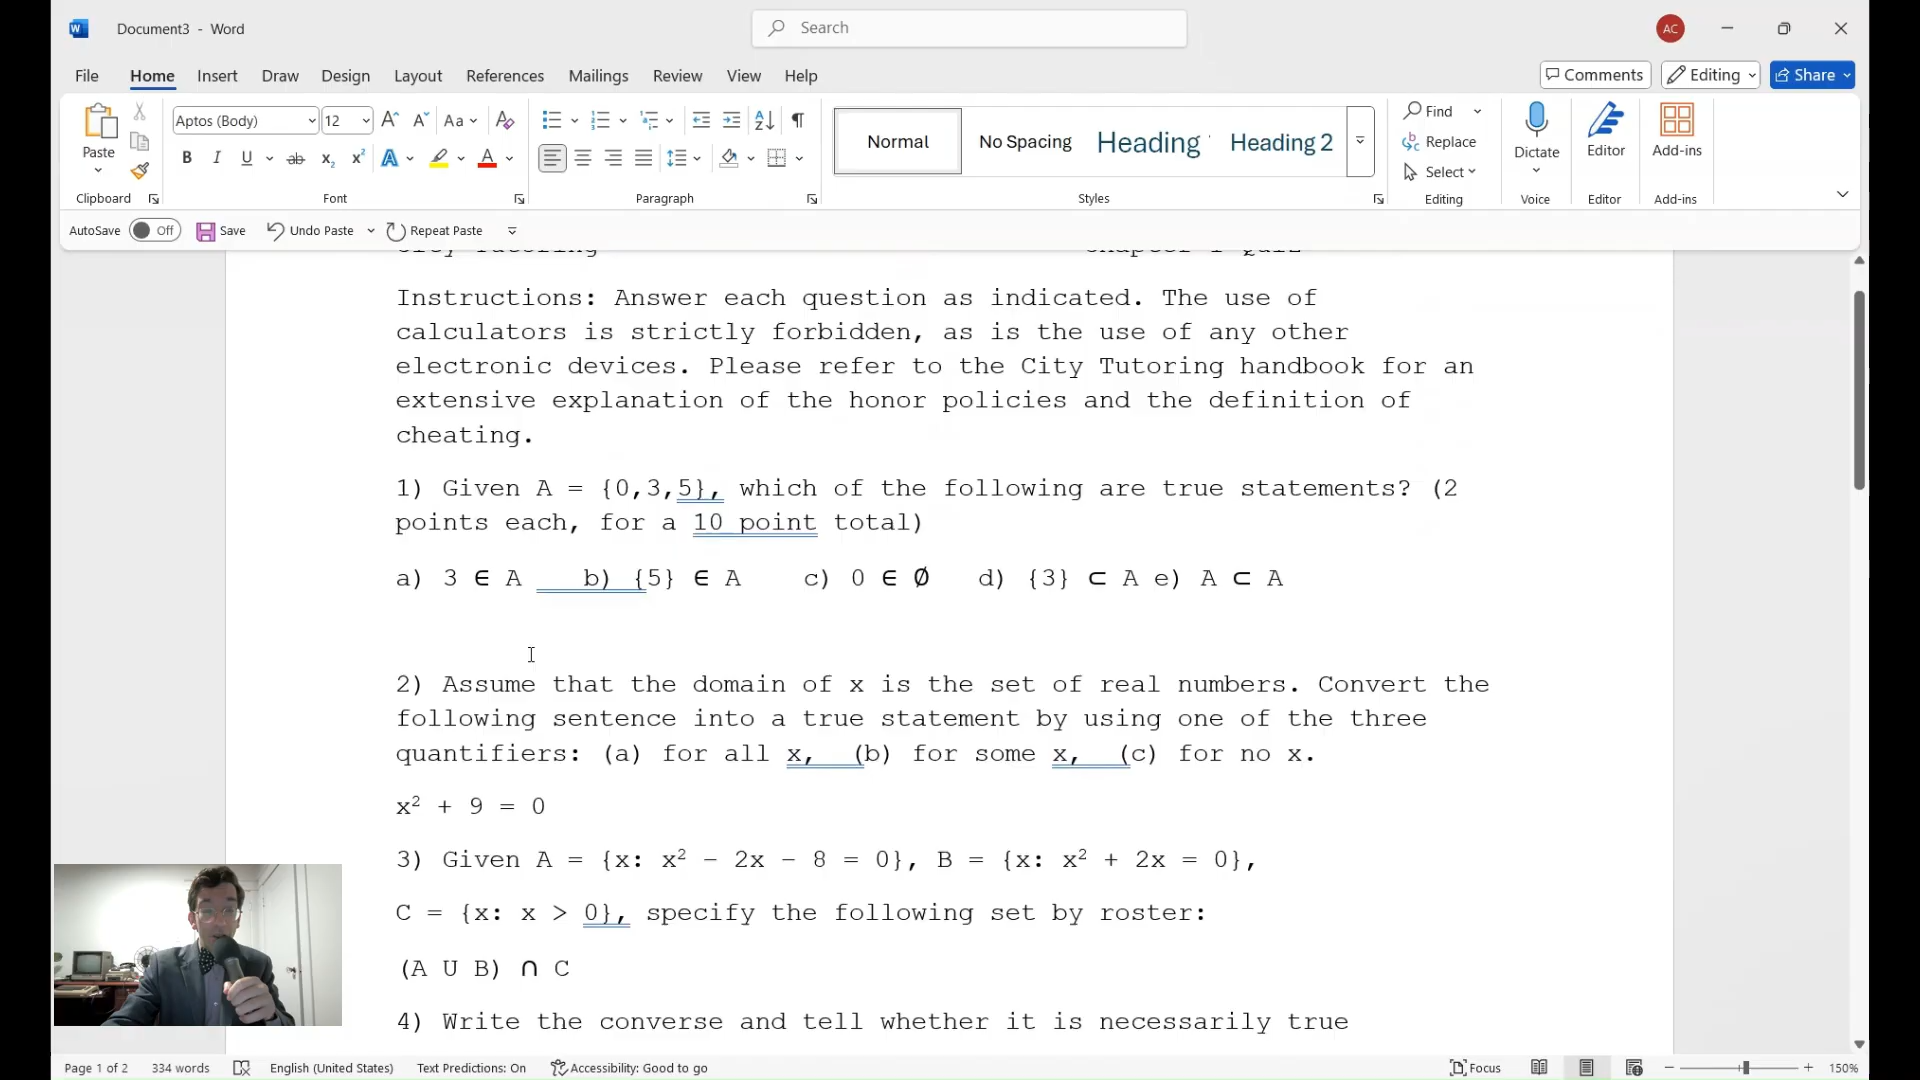 Document3 - Word
Search
AC
File Home Insert Draw Design Layout References Mailings Review View Help
Comments Editing Share
Paste
Aptos (Body) 12
Normal No Spacing Heading Heading 2
Find
Replace
Select
Dictate
Editor
Add-ins
Clipboard Font Paragraph Styles Editing Voice Editor Add-ins
AutoSave Off Save Undo Paste Repeat Paste
City Tutoring Chapter 1 Quiz
Instructions: Answer each question as indicated. The use of
calculators is strictly forbidden, as is the use of any other
electronic devices. Please refer to the City Tutoring handbook for an
extensive explanation of the honor policies and the definition of
cheating.
1) Given A = {0,3,5}, which of the following are true statements? (2
points each, for a 10 point total)
a) 3 ∈ A b) {5} ∈ A c) 0 ∈ Ø d) {3} ⊂ A e) A ⊂ A
2) Assume that the domain of x is the set of real numbers. Convert the
following sentence into a true statement by using one of the three
quantifiers: (a) for all x, (b) for some x, (c) for no x.
x² + 9 = 0
3) Given A = {x: x² – 2x – 8 = 0}, B = {x: x² + 2x = 0},
C = {x: x > 0}, specify the following set by roster:
(A U B) ∩ C
4) Write the converse and tell whether it is necessarily true
Page 1 of 2 334 words English (United States) Text Predictions: On Accessibility: Good to go Focus 150%